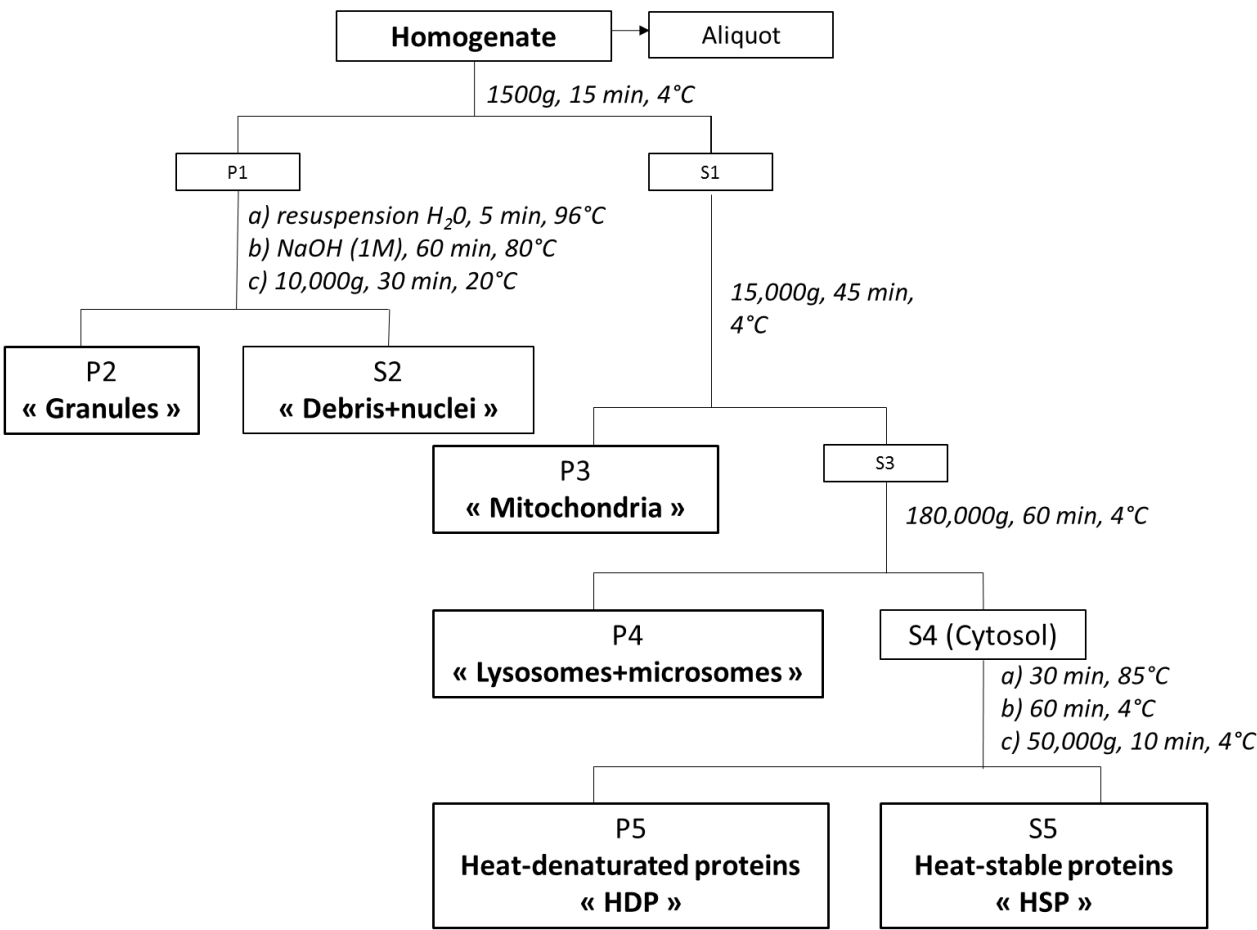 Homogenate
Aliquot
1500g, 15 min, 4°C
P1
S1
a) resuspension H₂0, 5 min, 96°C
b) NaOH (1M), 60 min, 80°C
c) 10,000g, 30 min, 20°C
15,000g, 45 min,
4°C
P2
« Granules »
S2
« Debris+nuclei »
P3
« Mitochondria »
S3
180,000g, 60 min, 4°C
P4
« Lysosomes+microsomes »
S4 (Cytosol)
a) 30 min, 85°C
b) 60 min, 4°C
c) 50,000g, 10 min, 4°C
P5
Heat-denaturated proteins
« HDP »
S5
Heat-stable proteins
« HSP »